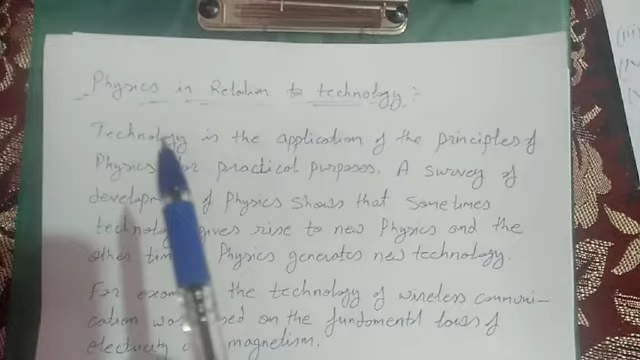 Physics in Relation to technology :-
Technology is the application of the principles of
Physics for practical purposes. A survey of
development of Physics shows that sometimes
technology gives rise to new Physics and the
other time Physics generates new technology.
For example the technology of wireless communi-
cation was based on the fundamental laws of
electricity magnetism.
(iii